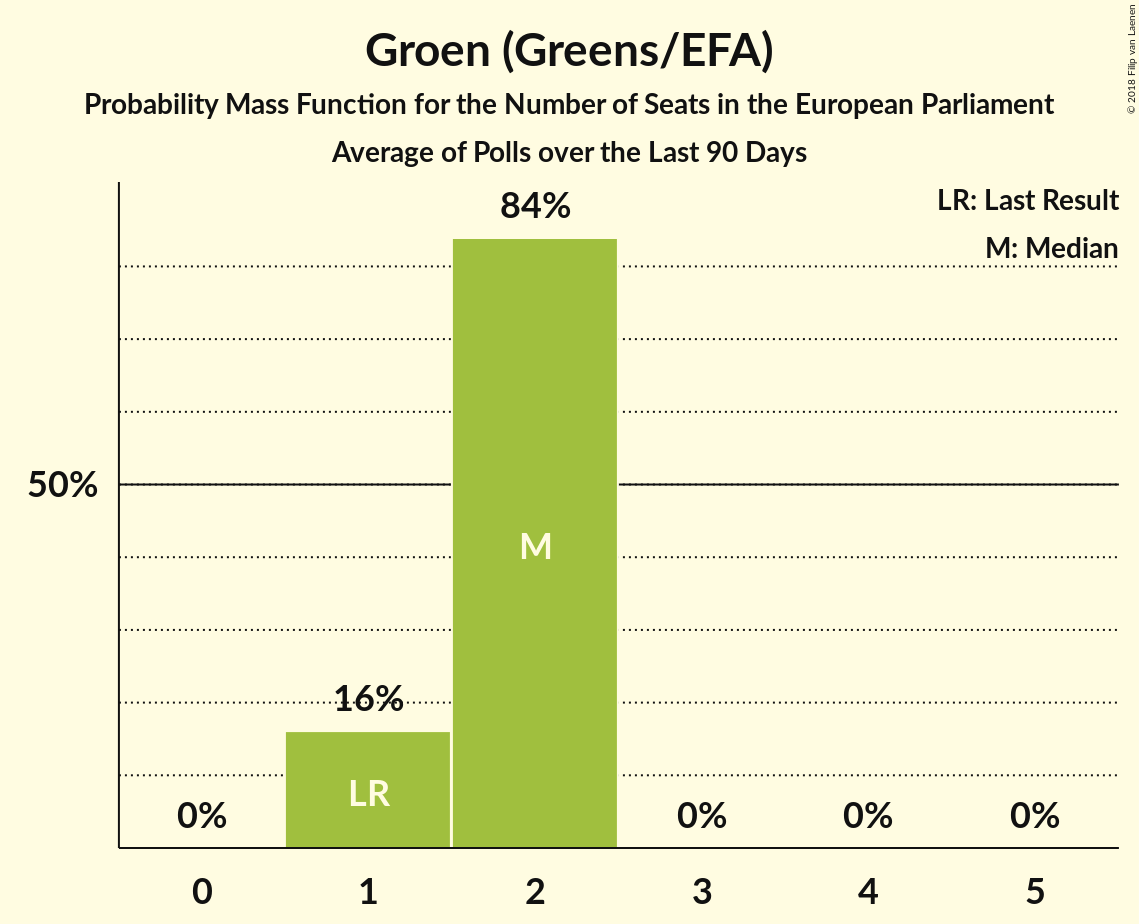 Groen (Greens/EFA)
Probability Mass Function for the Number of Seats in the European Parliament
Average of Polls over the Last 90 Days
© 2018 Filip van Laenen
LR: Last Result
M: Median
84%
50%
M
16%
LR
0%
0%
0%
0%
0 1 2 3 4 5